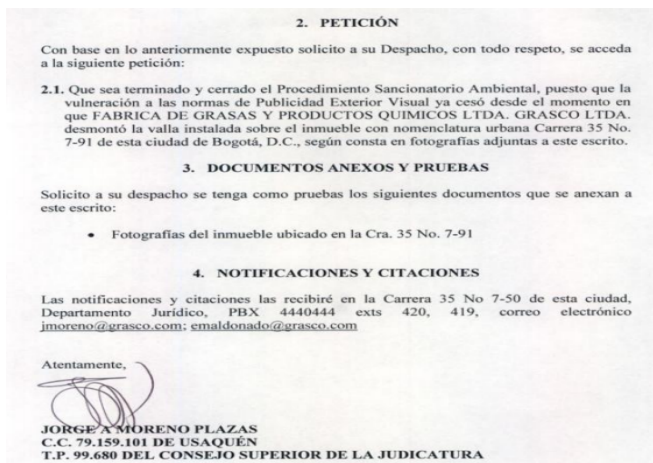 2. PETICIÓN
Con base en lo anteriormente expuesto solicito a su Despacho, con todo respeto, se acceda
a la siguiente petición:
2.1. Que sea terminado y cerrado el Procedimiento Sancionatorio Ambiental, puesto que la
vulneración a las normas de Publicidad Exterior Visual ya cesó desde el momento en
que FABRICA DE GRASAS Y PRODUCTOS QUIMICOS LTDA. GRASCO LTDA.
desmontó la valla instalada sobre el inmueble con nomenclatura urbana Carrera 35 No.
7-91 de esta ciudad de Bogotá, D.C., según consta en fotografías adjuntas a este escrito.
3. DOCUMENTOS ANEXOS Y PRUEBAS
Solicito a su despacho se tenga como pruebas los siguientes documentos que se anexan a
este escrito:
• Fotografías del inmueble ubicado en la Cra. 35 No. 7-91
4. NOTIFICACIONES Y CITACIONES
Las notificaciones y citaciones las recibiré en la Carrera 35 No 7-50 de esta ciudad,
Departamento Jurídico, PBX 4440444 exts 420, 419, correo electrónico
jmoreno@grasco.com; emaldonado@grasco.com
Atentamente,
JORGE A MORENO PLAZAS
C.C. 79.159.101 DE USAQUÉN
T.P. 99.680 DEL CONSEJO SUPERIOR DE LA JUDICATURA